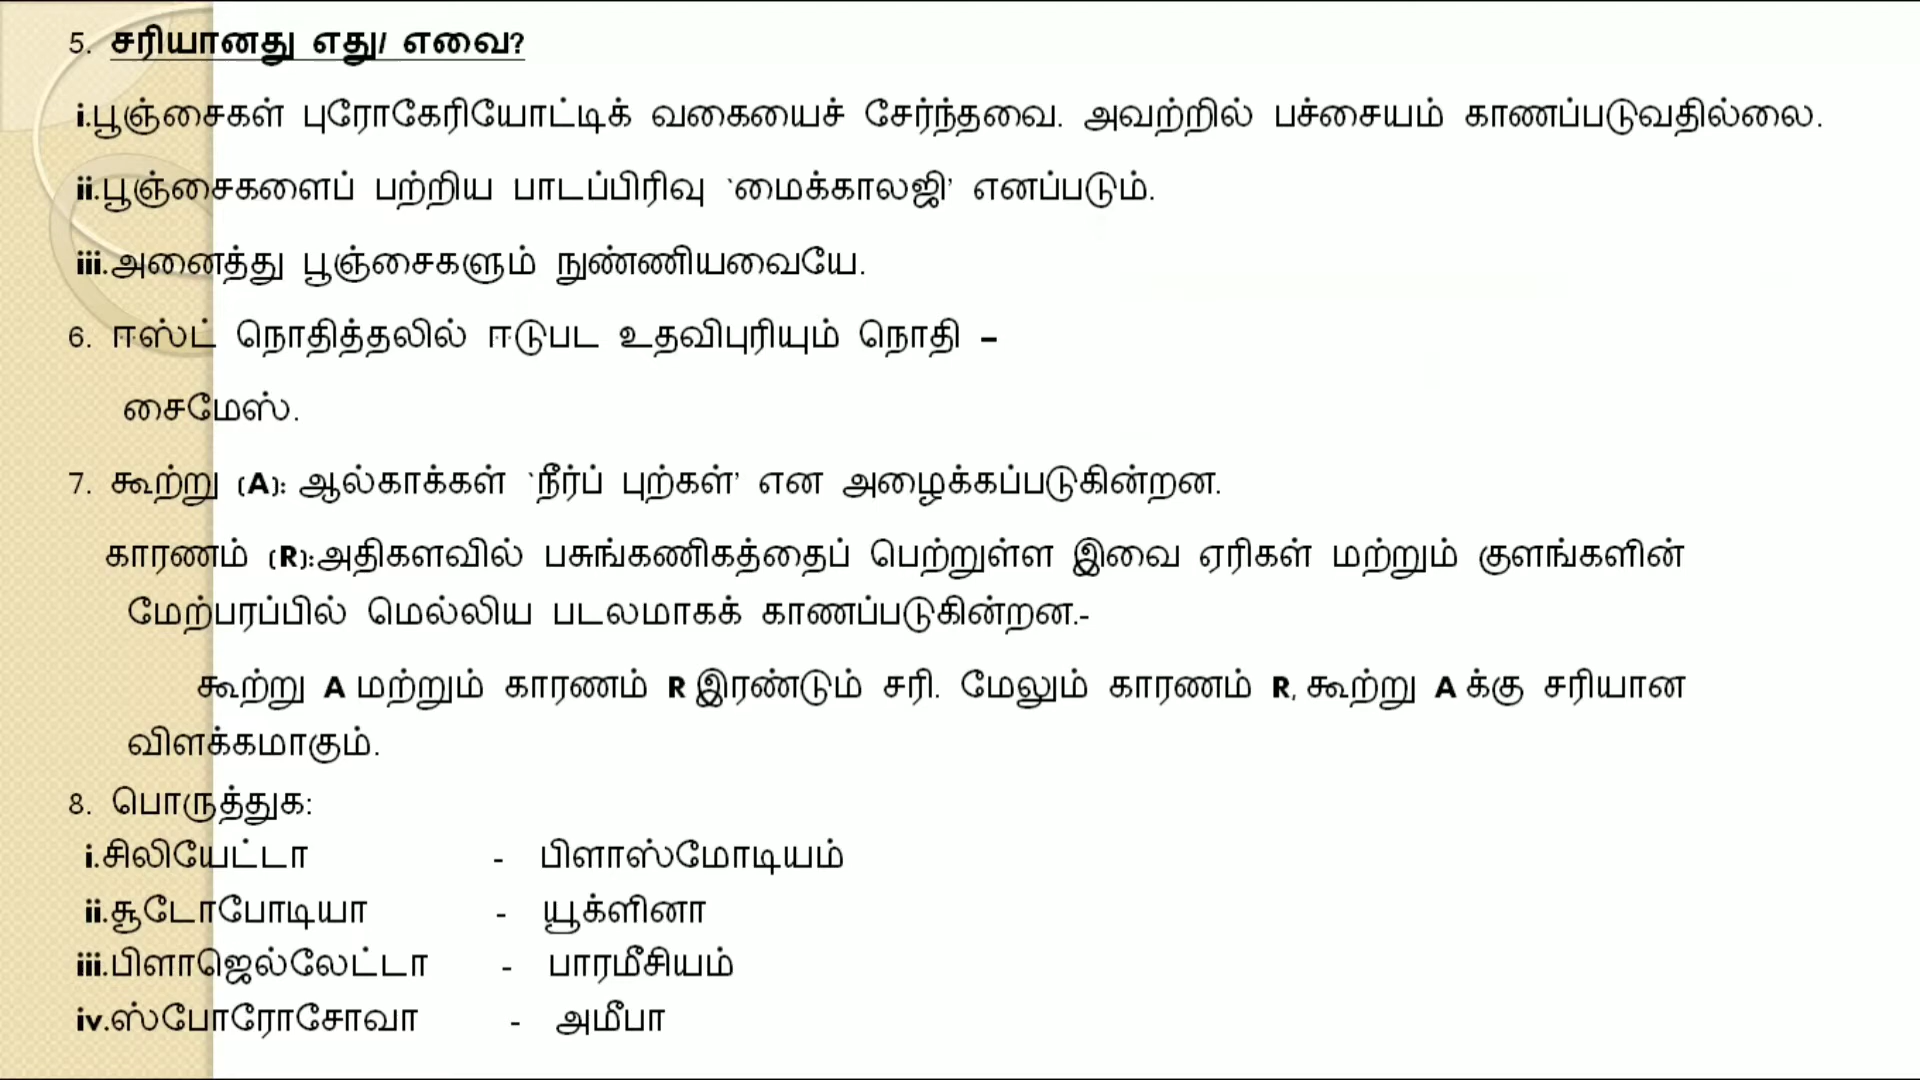 5. சரியானது எது/ எவை?
i.பூஞ்சைகள் புரோகேரியோட்டிக் வகையைச் சேர்ந்தவை. அவற்றில் பச்சையம் காணப்படுவதில்லை.
ii.பூஞ்சைகளைப் பற்றிய பாடப்பிரிவு `மைக்காலஜி' எனப்படும்.
iii.அனைத்து பூஞ்சைகளும் நுண்ணியவையே.
6. ஈஸ்ட் நொதித்தலில் ஈடுபட உதவிபுரியும் நொதி –
சைமேஸ்.
7. கூற்று (A): ஆல்காக்கள் `நீர்ப் புற்கள்' என அழைக்கப்படுகின்றன.
காரணம் (R):அதிகளவில் பசுங்கணிகத்தைப் பெற்றுள்ள இவை ஏரிகள் மற்றும் குளங்களின்
மேற்பரப்பில் மெல்லிய படலமாகக் காணப்படுகின்றன.-
கூற்று A மற்றும் காரணம் R இரண்டும் சரி. மேலும் காரணம் R, கூற்று A க்கு சரியான
விளக்கமாகும்.
8. பொருத்துக:
i.சிலியேட்டா - பிளாஸ்மோடியம்
ii.சூடோபோடியா - யூக்ளினா
iii.பிளாஜெல்லேட்டா - பாரமீசியம்
iv.ஸ்போரோசோவா - அமீபா